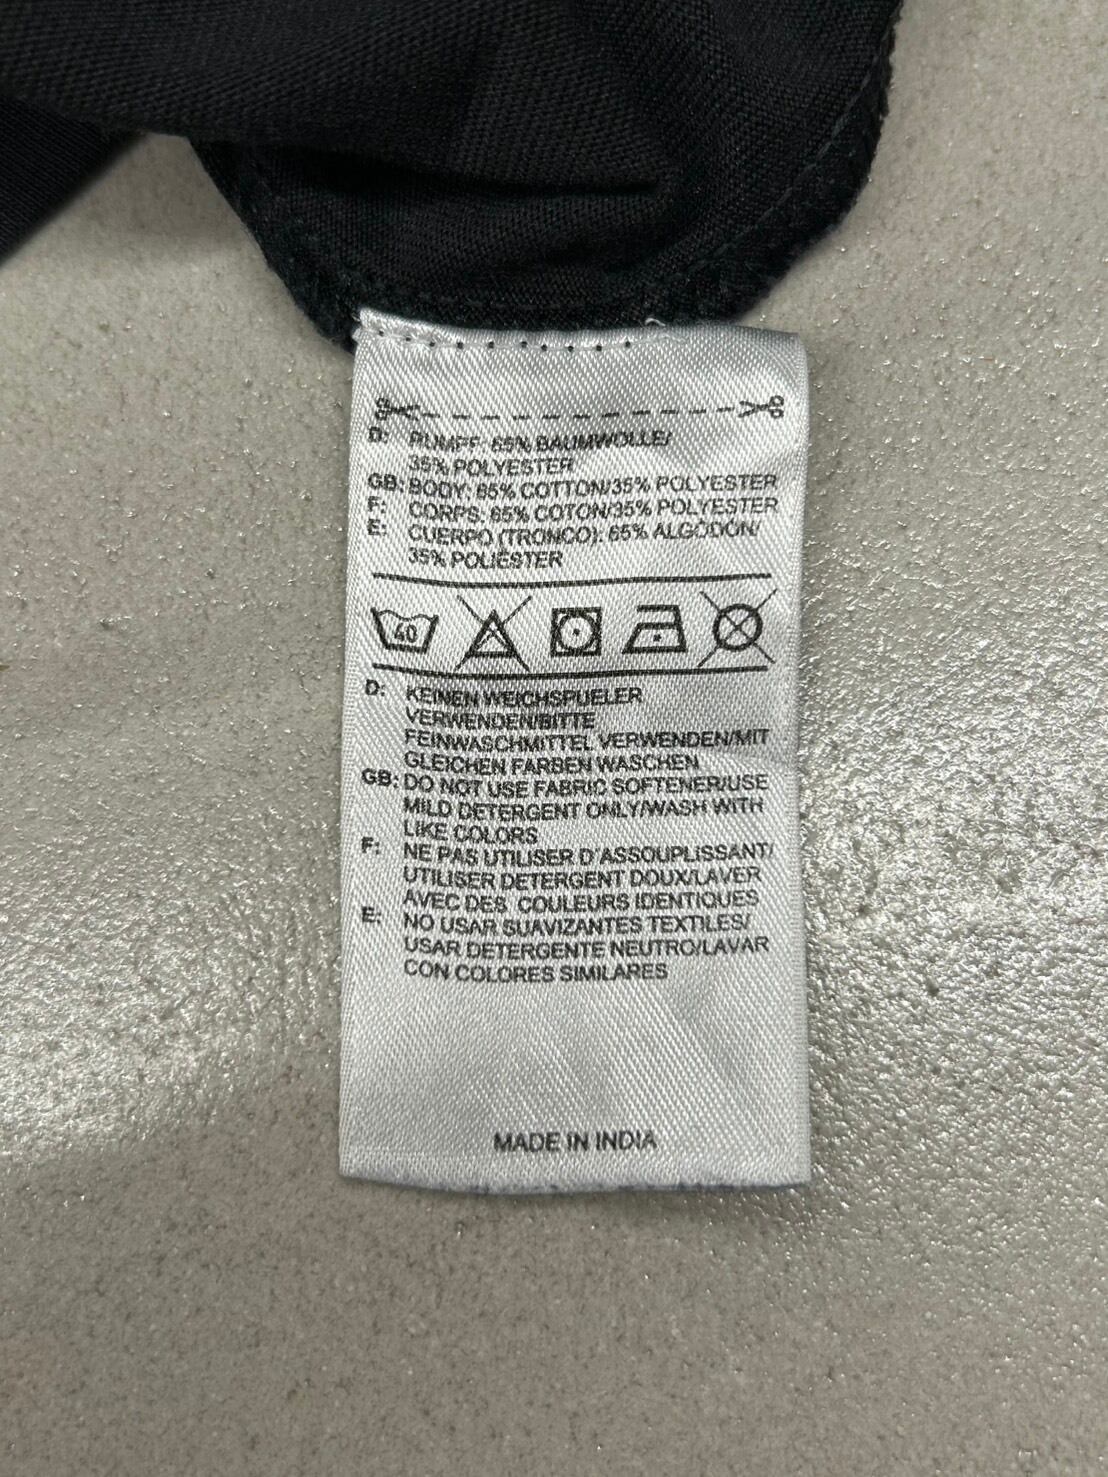 D: RUMPF: 65% BAUMWOLLE/
35% POLYESTER
GB: BODY: 65% COTTON/35% POLYESTER
F: CORPS: 65% COTON/35% POLYESTER
E: CUERPO (TRONCO): 65% ALGODÓN/
35% POLIÉSTER
40
D: KEINEN WEICHSPUELER
VERWENDEN/BITTE
FEINWASCHMITTEL VERWENDEN/MIT
GLEICHEN FARBEN WASCHEN
GB: DO NOT USE FABRIC SOFTENER/USE
MILD DETERGENT ONLY/WASH WITH
LIKE COLORS
F: NE PAS UTILISER D'ASSOUPLISSANT/
UTILISER DETERGENT DOUX/LAVER
AVEC DES COULEURS IDENTIQUES
E: NO USAR SUAVIZANTES TEXTILES/
USAR DETERGENTE NEUTRO/LAVAR
CON COLORES SIMILARES
MADE IN INDIA